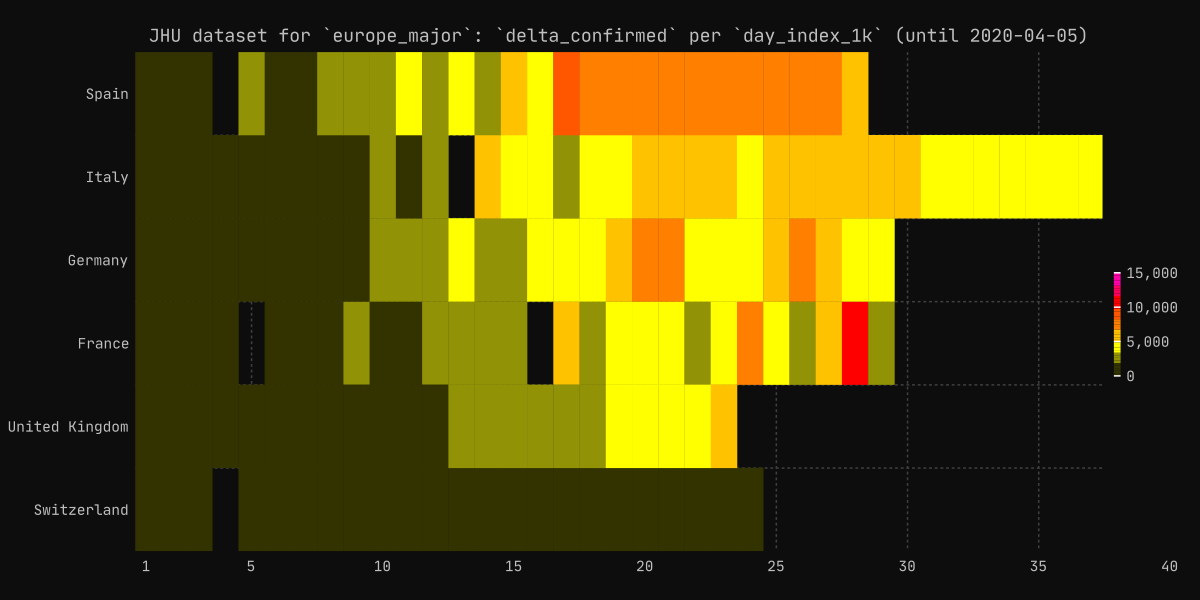 JHU dataset for `europe_major`: `delta_confirmed` per `day_index_1k` (until 2020-04-05)
Spain
Italy
Germany
France
United Kingdom
Switzerland
15,000
10,000
5,000
0
1 5 10 15 20 25 30 35 40